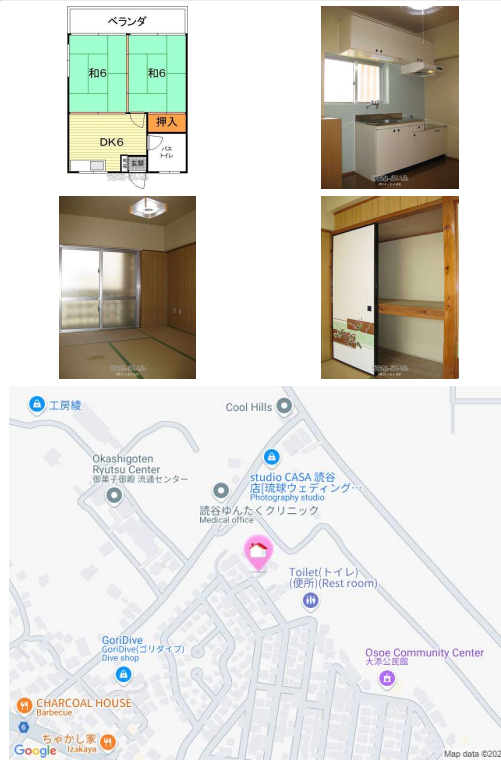 ベランダ
和6
和6
押入
DK6
バス
トイレ
玄関
工房綾
Cool Hills
Okashigoten
Ryutsu Center
御菓子御殿 流通センター
studio CASA 読谷
店[琉球ウェディング…
Photography studio
読谷ゆんたくクリニック
Medical office
Toilet(トイレ)
(便所)(Rest room)
GoriDive
GoriDive(ゴリダイブ)
Dive shop
Osoe Community Center
大添公民館
CHARCOAL HOUSE
Barbecue
6
ちゃかし家
Izakaya
Google
Map data ©202